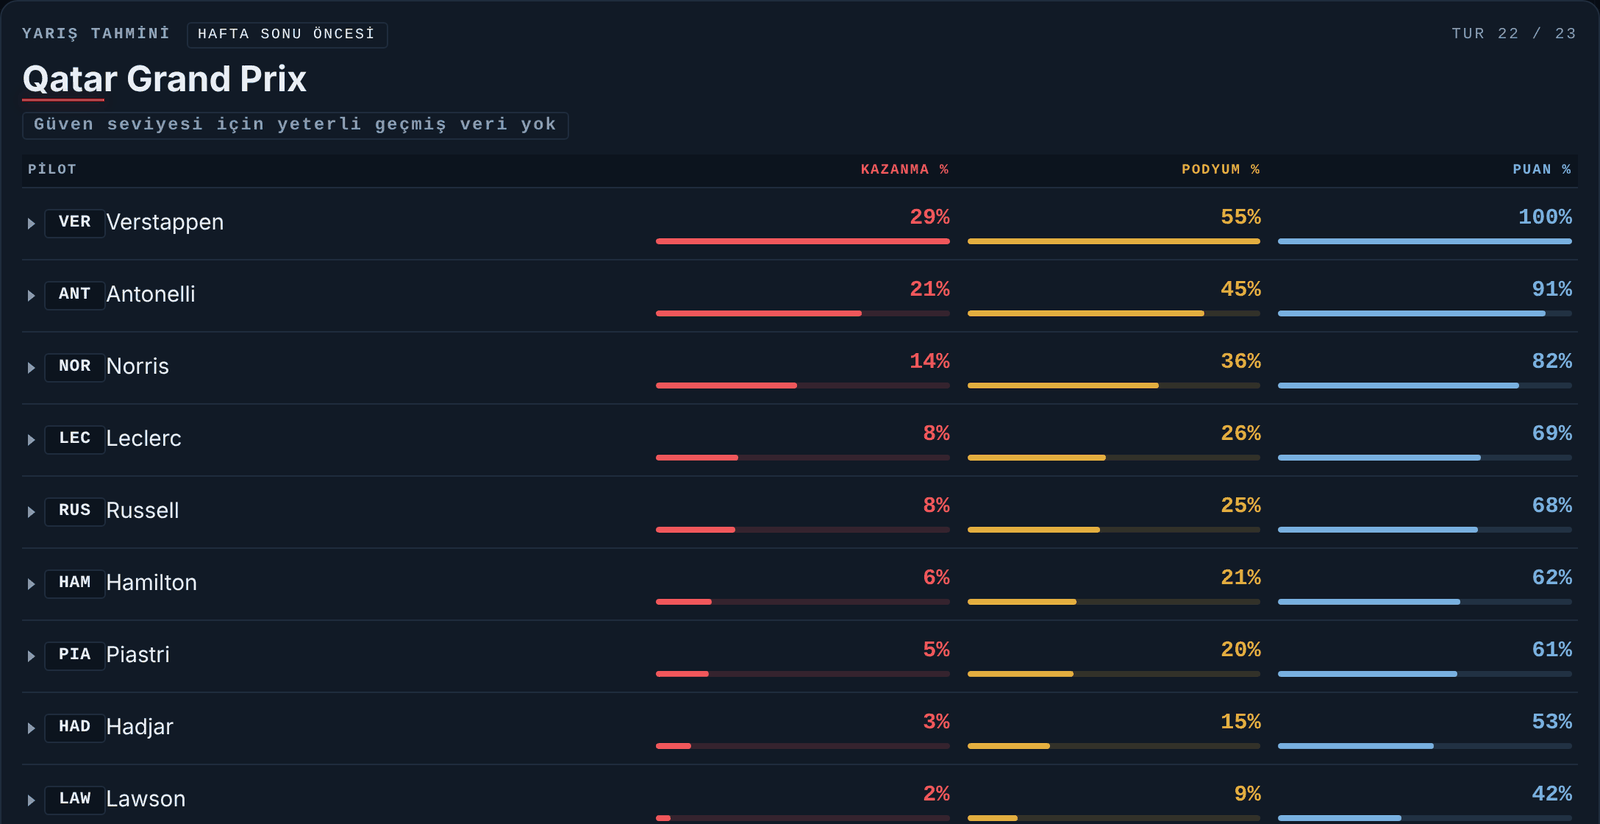 YARIŞ TAHMİNİ HAFTA SONU ÖNCESİ TUR 22 / 23
Qatar Grand Prix
Güven seviyesi için yeterli geçmiş veri yok
PİLOT KAZANMA % PODYUM % PUAN %
VER Verstappen 29% 55% 100%
ANT Antonelli 21% 45% 91%
NOR Norris 14% 36% 82%
LEC Leclerc 8% 26% 69%
RUS Russell 8% 25% 68%
HAM Hamilton 6% 21% 62%
PIA Piastri 5% 20% 61%
HAD Hadjar 3% 15% 53%
LAW Lawson 2% 9% 42%